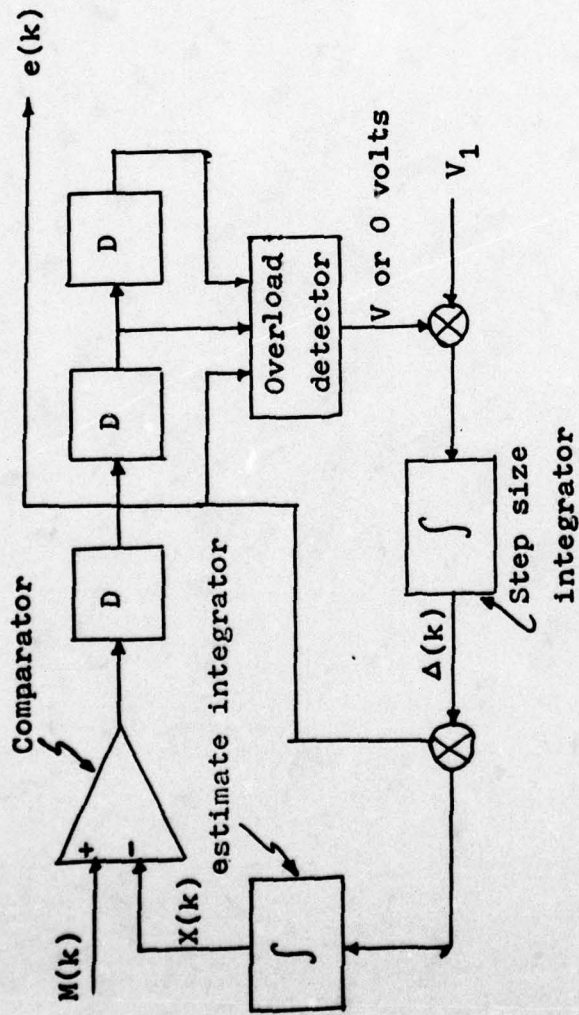 e(k)
Comparator
M(k)
+
-
X(k)
D
D
D
estimate integrator
∫
Overload
detector
V or 0 volts
V₁
Δ(k)
∫
Step size
integrator